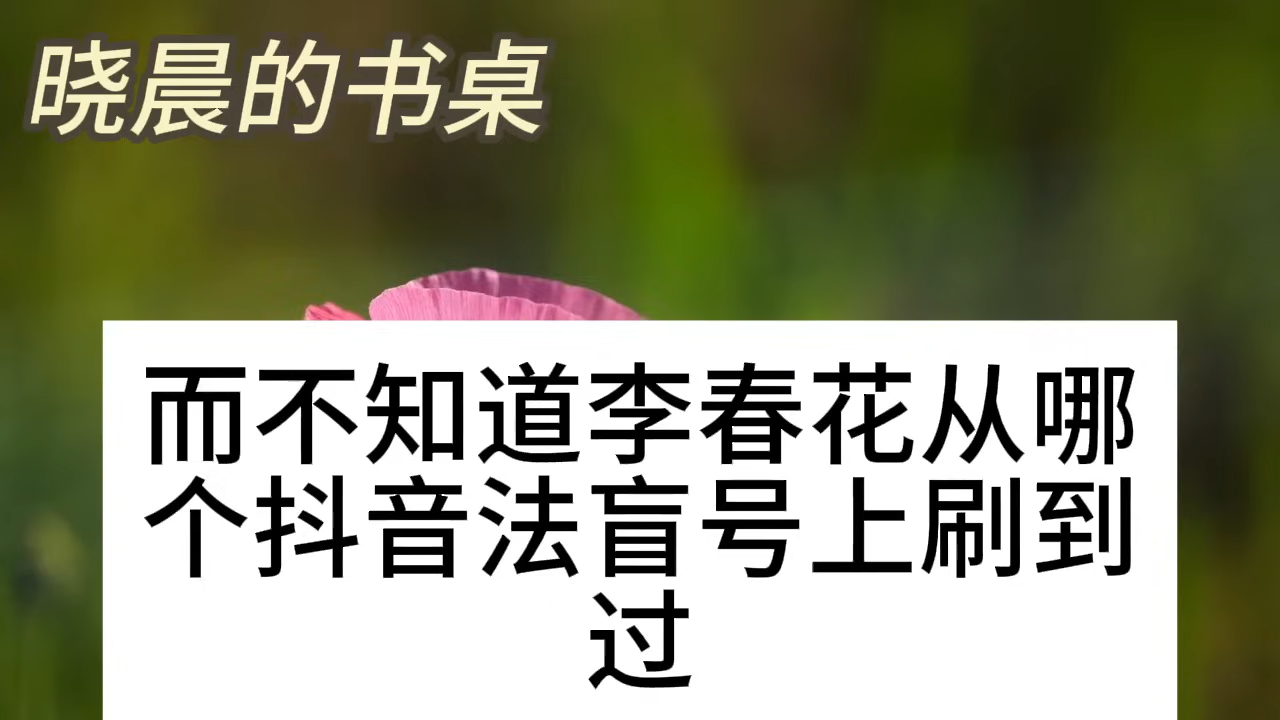 晓晨的书桌
而不知道李春花从哪
个抖音法盲号上刷到
过